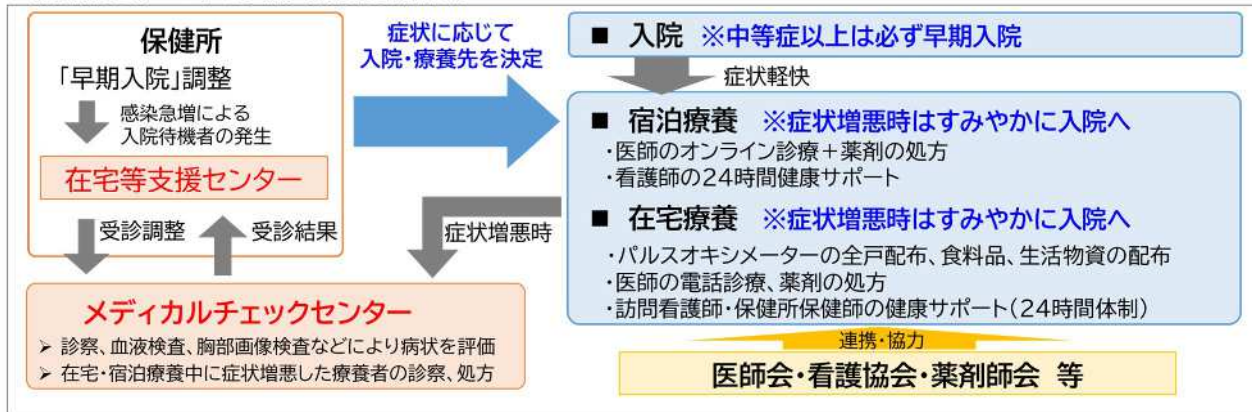 保健所
「早期入院」調整
感染急増による
入院待機者の発生
在宅等支援センター
受診調整
受診結果
メディカルチェックセンター
➢ 診察、血液検査、胸部画像検査などにより病状を評価
➢ 在宅・宿泊療養中に症状増悪した療養者の診察、処方
症状に応じて
入院・療養先を決定
症状増悪時
■ 入院 ※中等症以上は必ず早期入院
症状軽快
■ 宿泊療養 ※症状増悪時はすみやかに入院へ
・医師のオンライン診療+薬剤の処方
・看護師の24時間健康サポート
■ 在宅療養 ※症状増悪時はすみやかに入院へ
・パルスオキシメーターの全戸配布、食料品、生活物資の配布
・医師の電話診療、薬剤の処方
・訪問看護師・保健所保健師の健康サポート(24時間体制)
連携・協力
医師会・看護協会・薬剤師会 等